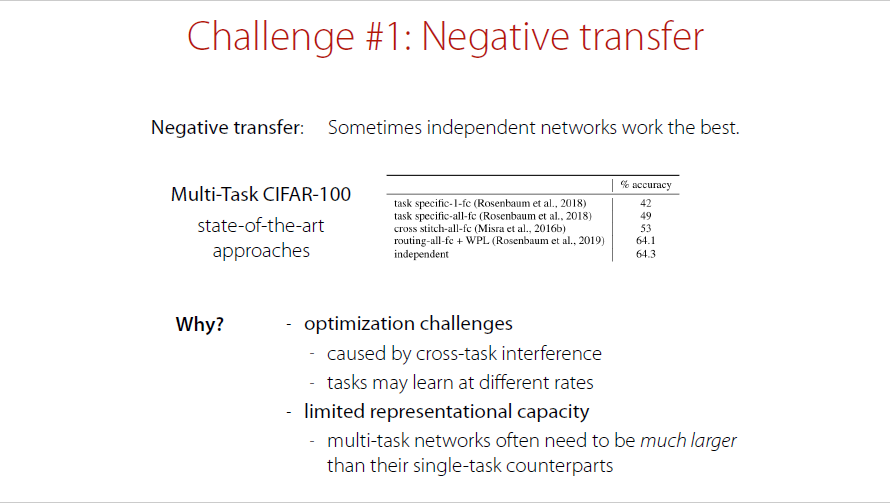 Challenge #1: Negative transfer
Negative transfer: Sometimes independent networks work the best.
Multi-Task CIFAR-100
state-of-the-art
approaches
% accuracy
task specific-1-fc (Rosenbaum et al., 2018) 42
task specific-all-fc (Rosenbaum et al., 2018) 49
cross stitch-all-fc (Misra et al., 2016b) 53
routing-all-fc + WPL (Rosenbaum et al., 2019) 64.1
independent 64.3
Why? - optimization challenges
- caused by cross-task interference
- tasks may learn at different rates
- limited representational capacity
- multi-task networks often need to be much larger
than their single-task counterparts